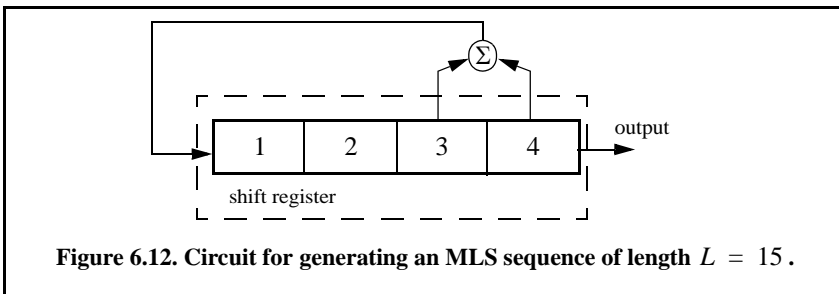 Σ
output
1 2 3 4
shift register
Figure 6.12. Circuit for generating an MLS sequence of length L = 15 .